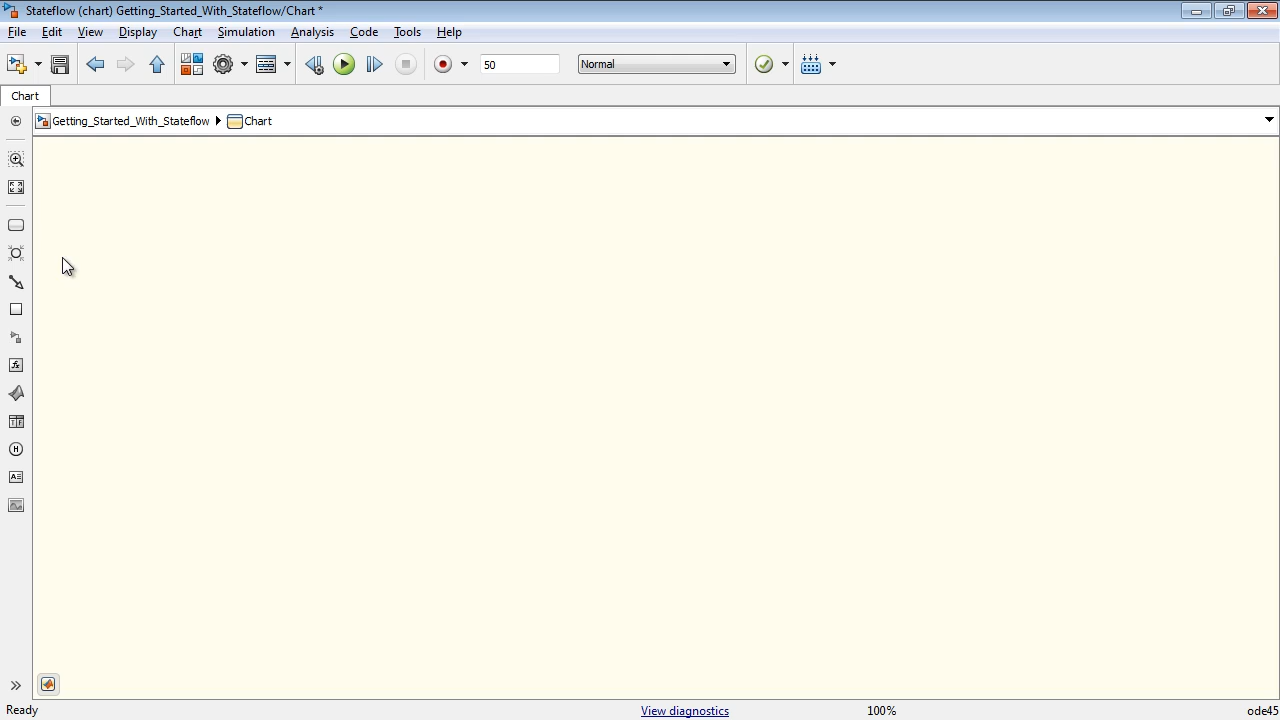 Stateflow (chart) Getting_Started_With_Stateflow/Chart *
File Edit View Display Chart Simulation Analysis Code Tools Help
50 Normal
Chart
Getting_Started_With_Stateflow Chart
Ready View diagnostics 100% ode45